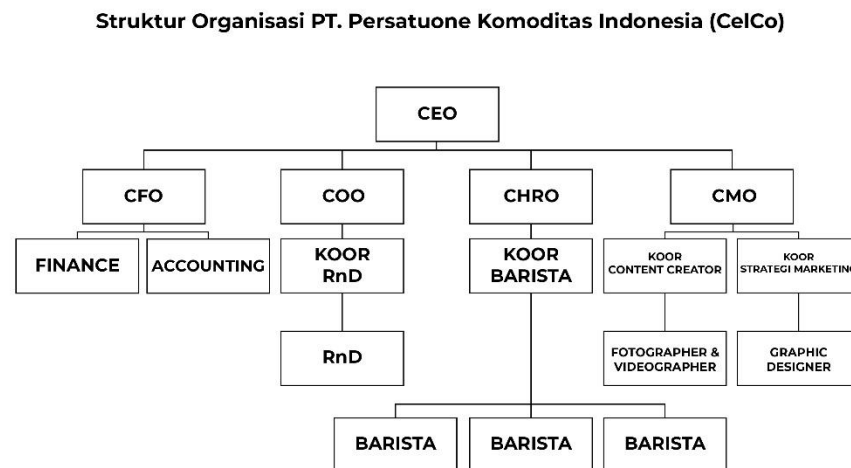 Struktur Organisasi PT. Persatuone Komoditas Indonesia (CelCo)
CEO
CFO
COO
CHRO
CMO
FINANCE
ACCOUNTING
KOOR
RnD
KOOR
BARISTA
KOOR
CONTENT CREATOR
KOOR
STRATEGI MARKETING
RnD
FOTOGRAPHER &
VIDEOGRAPHER
GRAPHIC
DESIGNER
BARISTA
BARISTA
BARISTA